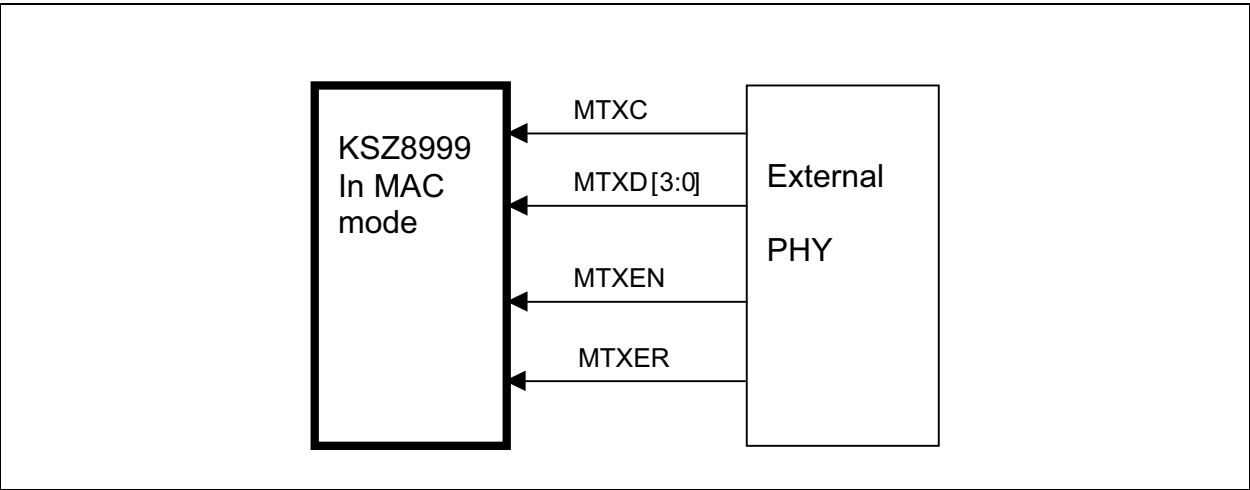 KSZ8999
In MAC
mode
MTXC
MTXD[3:0]
MTXEN
MTXER
External
PHY